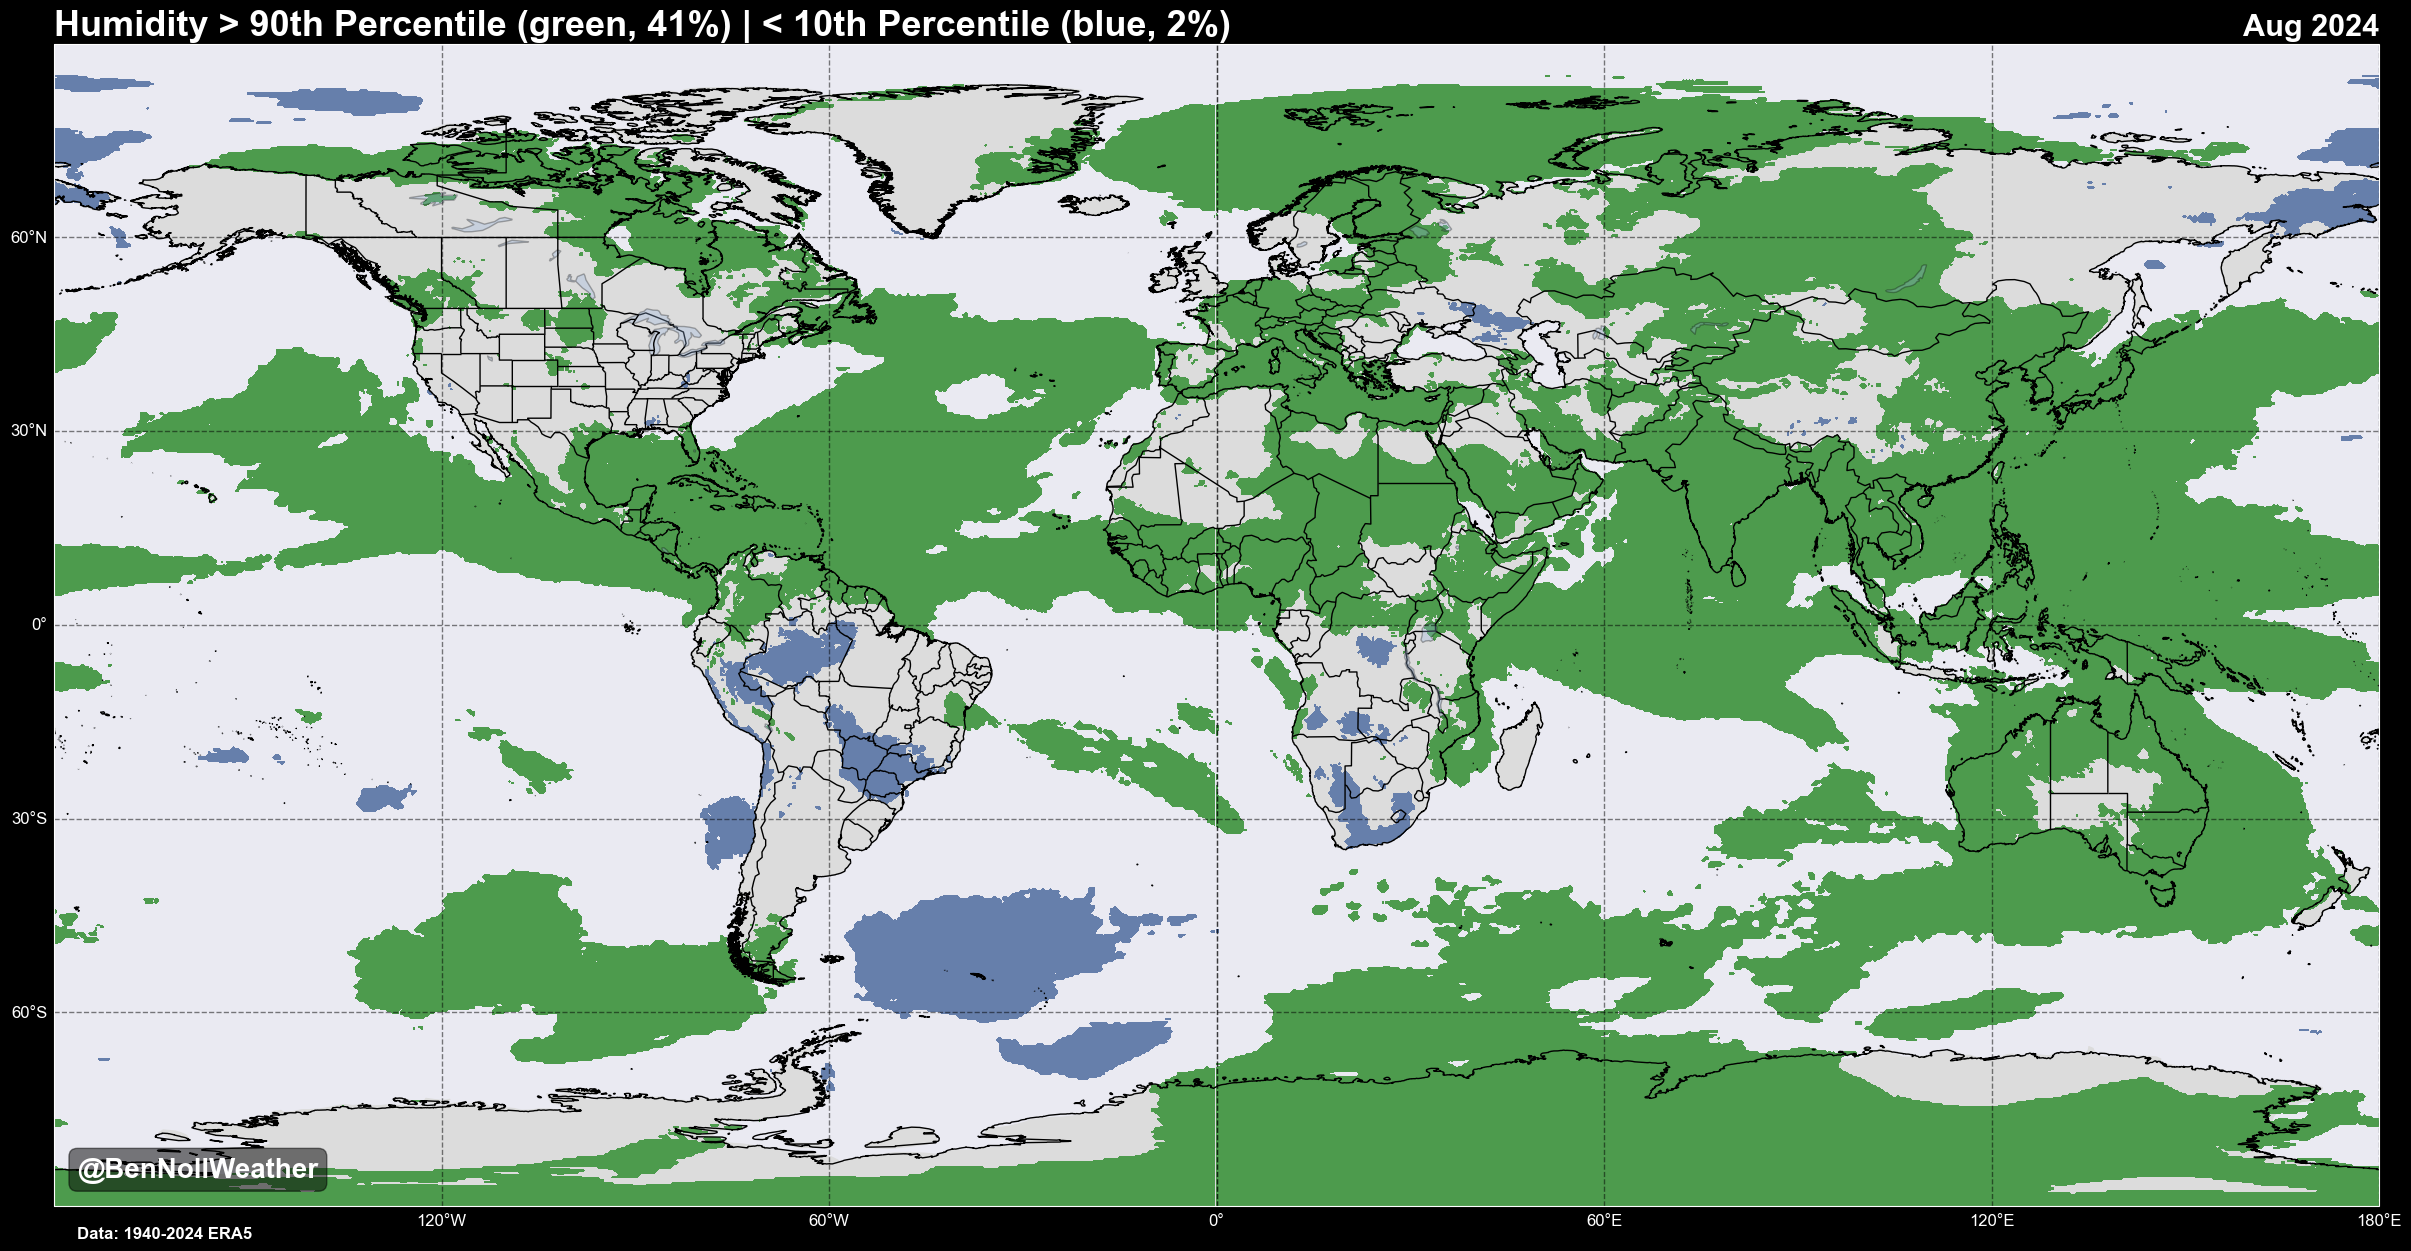 Humidity > 90th Percentile (green, 41%) | < 10th Percentile (blue, 2%)
Aug 2024
60°N
30°N
0°
30°S
60°S
@BenNollWeather
120°W
60°W
0°
60°E
120°E
180°E
Data: 1940-2024 ERA5